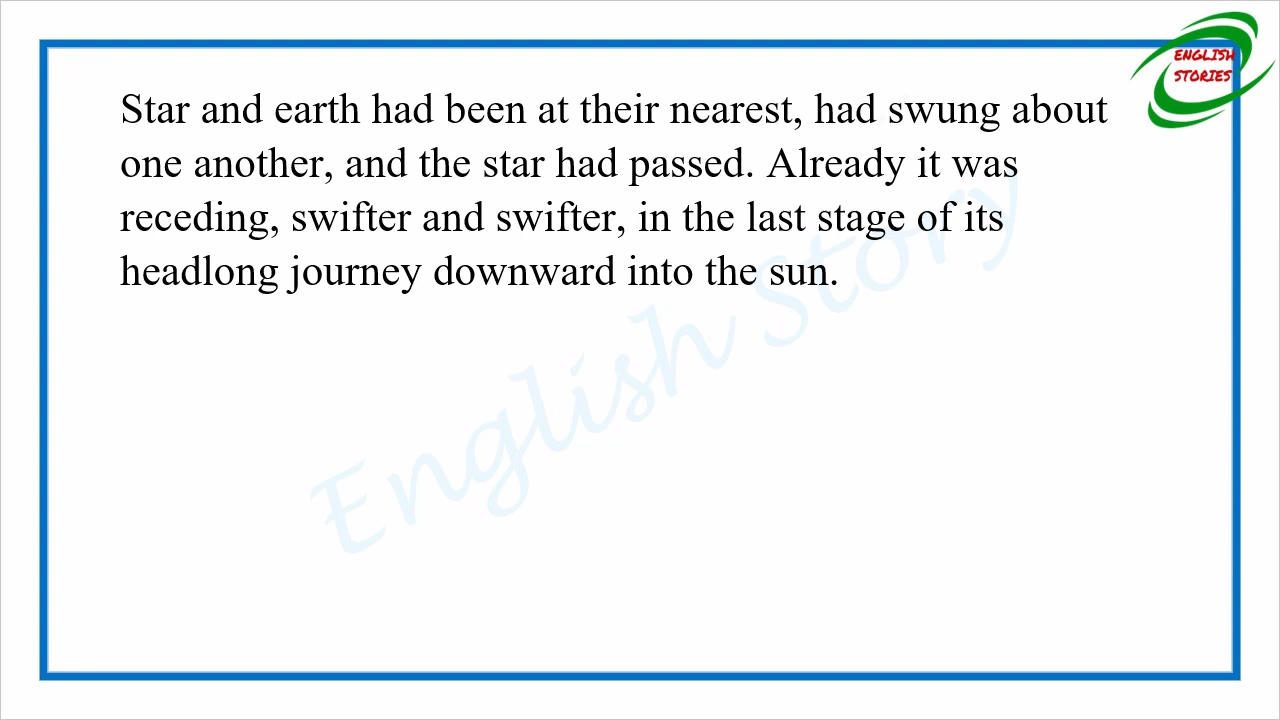 ENGLISH
STORIES
Star and earth had been at their nearest, had swung about
one another, and the star had passed. Already it was
receding, swifter and swifter, in the last stage of its
headlong journey downward into the sun.
English Story